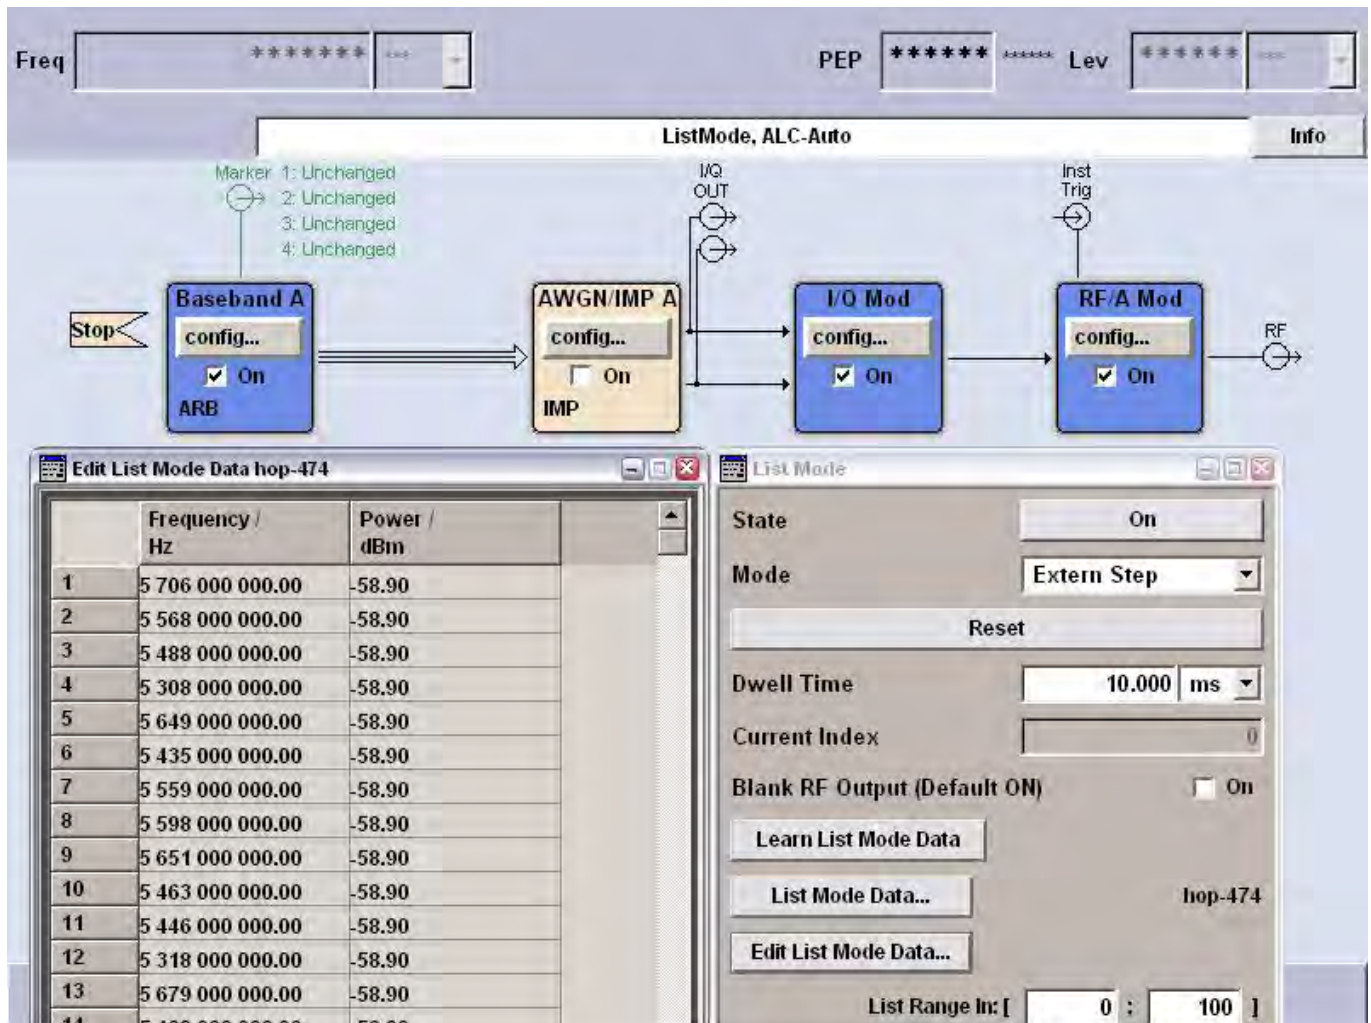 Freq ******* --- PEP ****** ****** Lev ****** ---
ListMode, ALC-Auto Info
Marker 1: Unchanged
2: Unchanged
3: Unchanged
4: Unchanged
I/Q
OUT
Inst
Trig
Stop
Baseband A
config...
On
ARB
AWGN/IMP A
config...
On
IMP
I/Q Mod
config...
On
RF/A Mod
config...
On
RF
Edit List Mode Data hop-474
Frequency / Hz Power / dBm
1 5 706 000 000.00 -58.90
2 5 568 000 000.00 -58.90
3 5 488 000 000.00 -58.90
4 5 308 000 000.00 -58.90
5 5 649 000 000.00 -58.90
6 5 435 000 000.00 -58.90
7 5 559 000 000.00 -58.90
8 5 598 000 000.00 -58.90
9 5 651 000 000.00 -58.90
10 5 463 000 000.00 -58.90
11 5 446 000 000.00 -58.90
12 5 318 000 000.00 -58.90
13 5 679 000 000.00 -58.90
List Mode
State On
Mode Extern Step
Reset
Dwell Time 10.000 ms
Current Index 0
Blank RF Output (Default ON) On
Learn List Mode Data
List Mode Data... hop-474
Edit List Mode Data...
List Range In: [ 0 : 100 ]